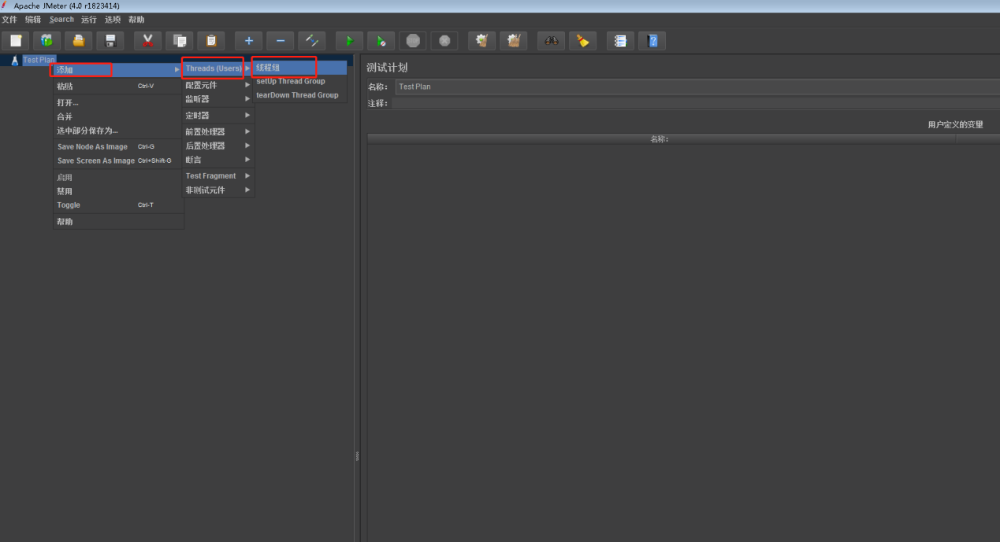 Apache JMeter (4.0 r1823414)
文件 编辑 Search 运行 选项 帮助
Test Plan
添加
粘贴 Ctrl-V
打开...
合并
选中部分保存为...
Save Node As Image Ctrl-G
Save Screen As Image Ctrl+Shift-G
启用
禁用
Toggle Ctrl-T
帮助
Threads (Users)
配置元件
监听器
定时器
前置处理器
后置处理器
断言
Test Fragment
非测试元件
线程组
setUp Thread Group
tearDown Thread Group
测试计划
名称: Test Plan
注释:
用户定义的变量
名称: